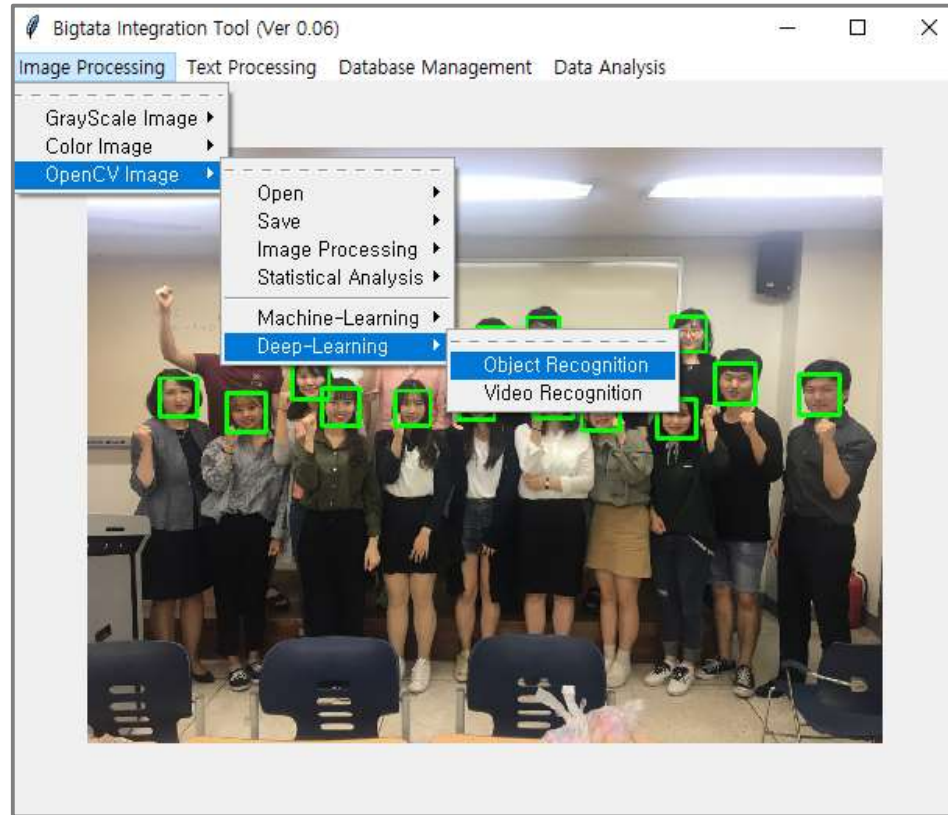 Bigtata Integration Tool (Ver 0.06)
Image Processing Text Processing Database Management Data Analysis
GrayScale Image
Color Image
OpenCV Image
Open
Save
Image Processing
Statistical Analysis
Machine-Learning
Deep-Learning
Object Recognition
Video Recognition